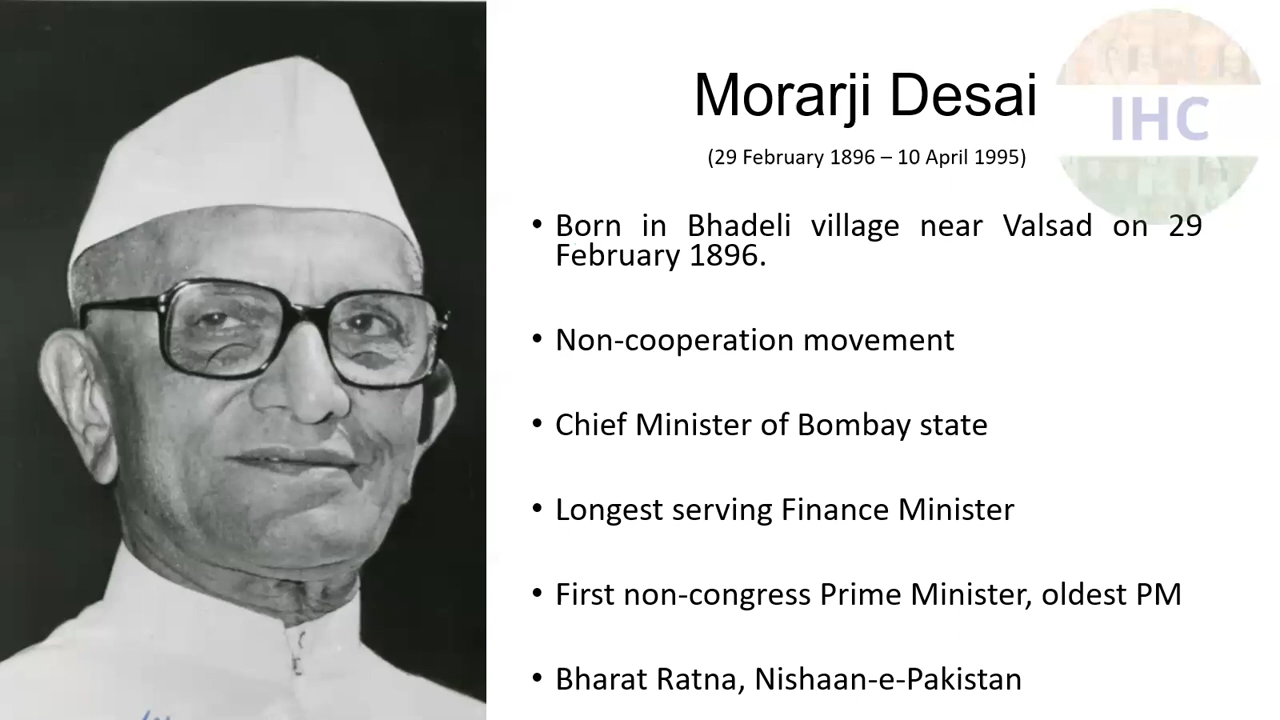 Morarji Desai
IHC
(29 February 1896 – 10 April 1995)
• Born in Bhadeli village near Valsad on 29
February 1896.
• Non-cooperation movement
• Chief Minister of Bombay state
• Longest serving Finance Minister
• First non-congress Prime Minister, oldest PM
• Bharat Ratna, Nishaan-e-Pakistan